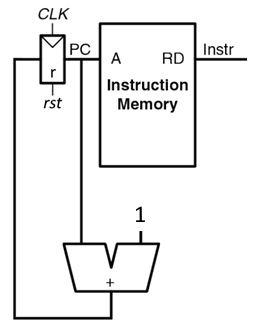 CLK
PC
r
rst
A
RD
Instr
Instruction
Memory
1
+